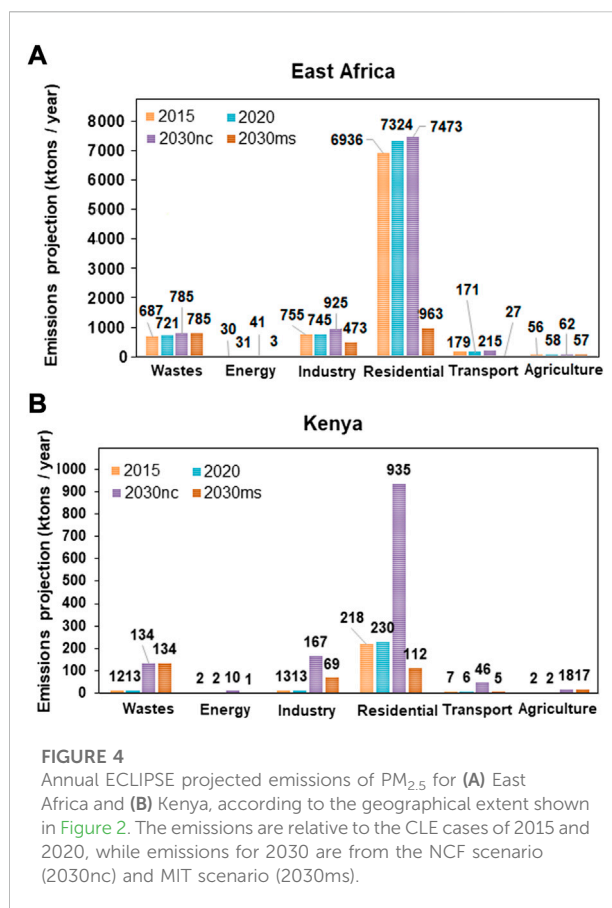 A
East Africa
2015 2020
2030nc 2030ms
Emissions projection (ktons / year)
8000
7000
6000
5000
4000
3000
2000
1000
0
687 721 785 785
30 31 41 3
755 745 925 473
6936 7324 7473 963
179 171 215 27
56 58 62 57
Wastes Energy Industry Residential Transport Agriculture
B
Kenya
2015 2020
2030nc 2030ms
Emissions projection (ktons / year)
1000
900
800
700
600
500
400
300
200
100
0
12 13 134 134
2 2 10 1
13 13 167 69
218 230 935 112
7 6 46 5
2 2 18 17
Wastes Energy Industry Residential Transport Agriculture
FIGURE 4
Annual ECLIPSE projected emissions of PM2.5 for (A) East
Africa and (B) Kenya, according to the geographical extent shown
in Figure 2. The emissions are relative to the CLE cases of 2015 and
2020, while emissions for 2030 are from the NCF scenario
(2030nc) and MIT scenario (2030ms).